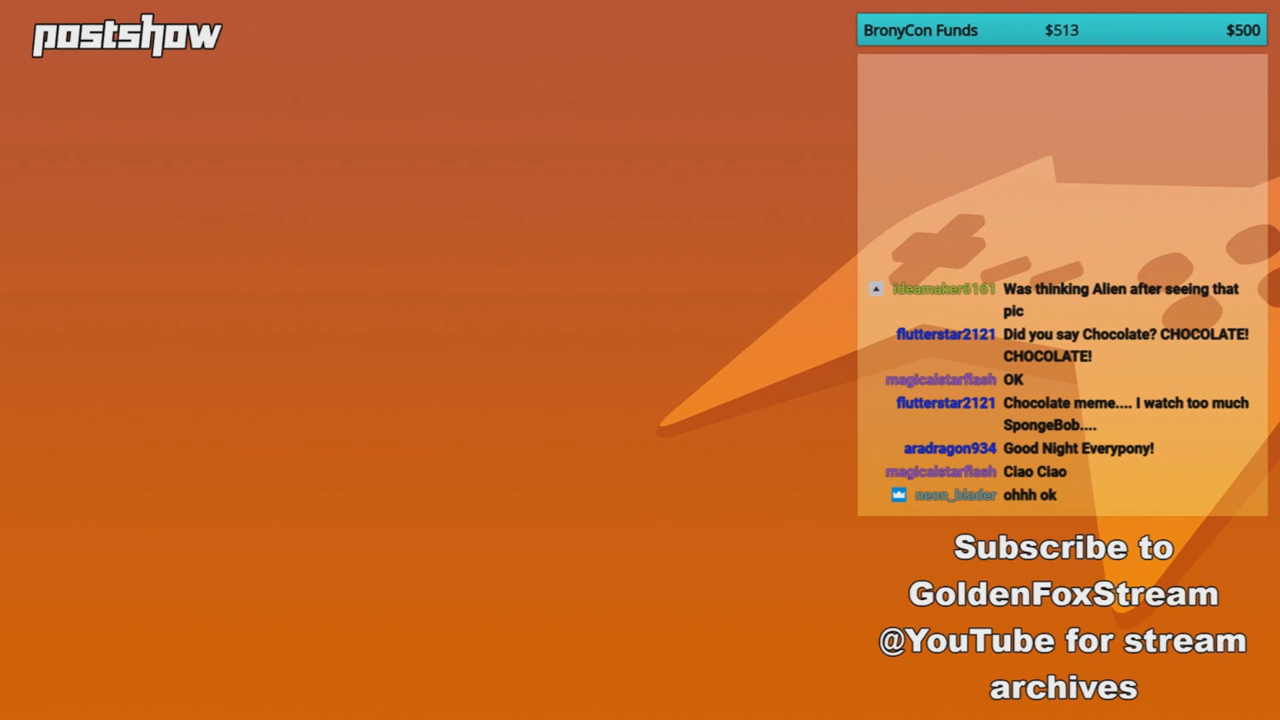 postshow
BronyCon Funds $513 $500
ideamaker6161 Was thinking Alien after seeing that
pic
flutterstar2121 Did you say Chocolate? CHOCOLATE!
CHOCOLATE!
magicalstarflash OK
flutterstar2121 Chocolate meme.... I watch too much
SpongeBob....
aradragon934 Good Night Everypony!
magicalstarflash Ciao Ciao
neon_blader ohhh ok
Subscribe to
GoldenFoxStream
@YouTube for stream
archives